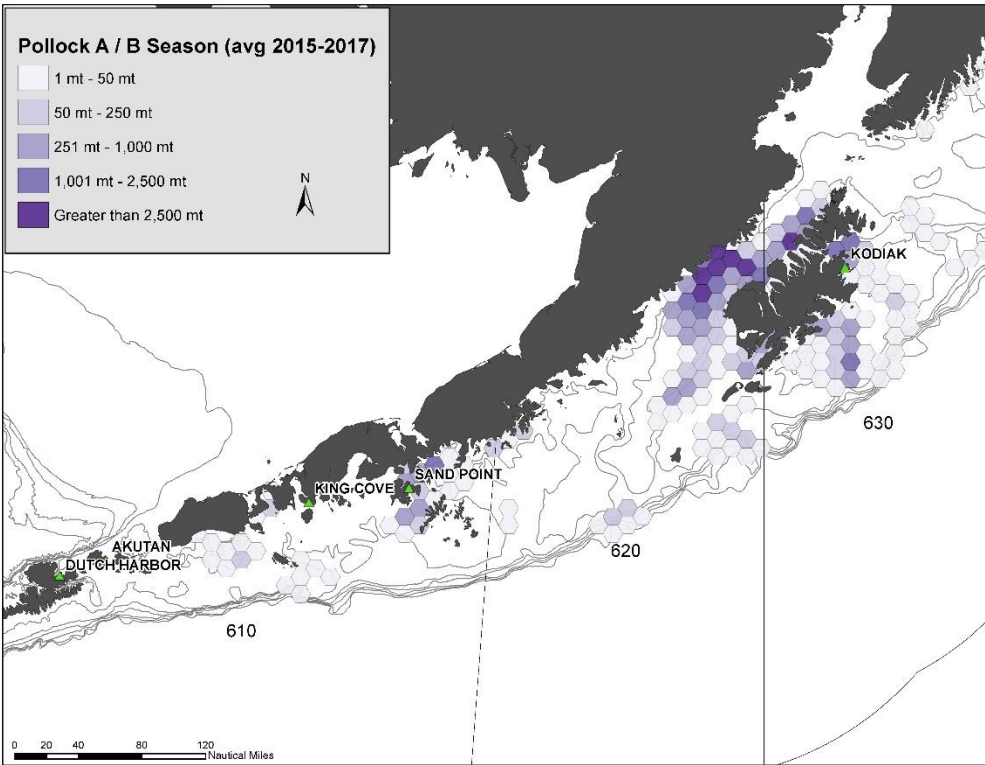 Pollock A / B Season (avg 2015-2017)
1 mt - 50 mt
50 mt - 250 mt
251 mt - 1,000 mt
1,001 mt - 2,500 mt
Greater than 2,500 mt
N
KODIAK
630
SAND POINT
KING COVE
620
AKUTAN
DUTCH HARBOR
610
0 20 40 80 120
Nautical Miles